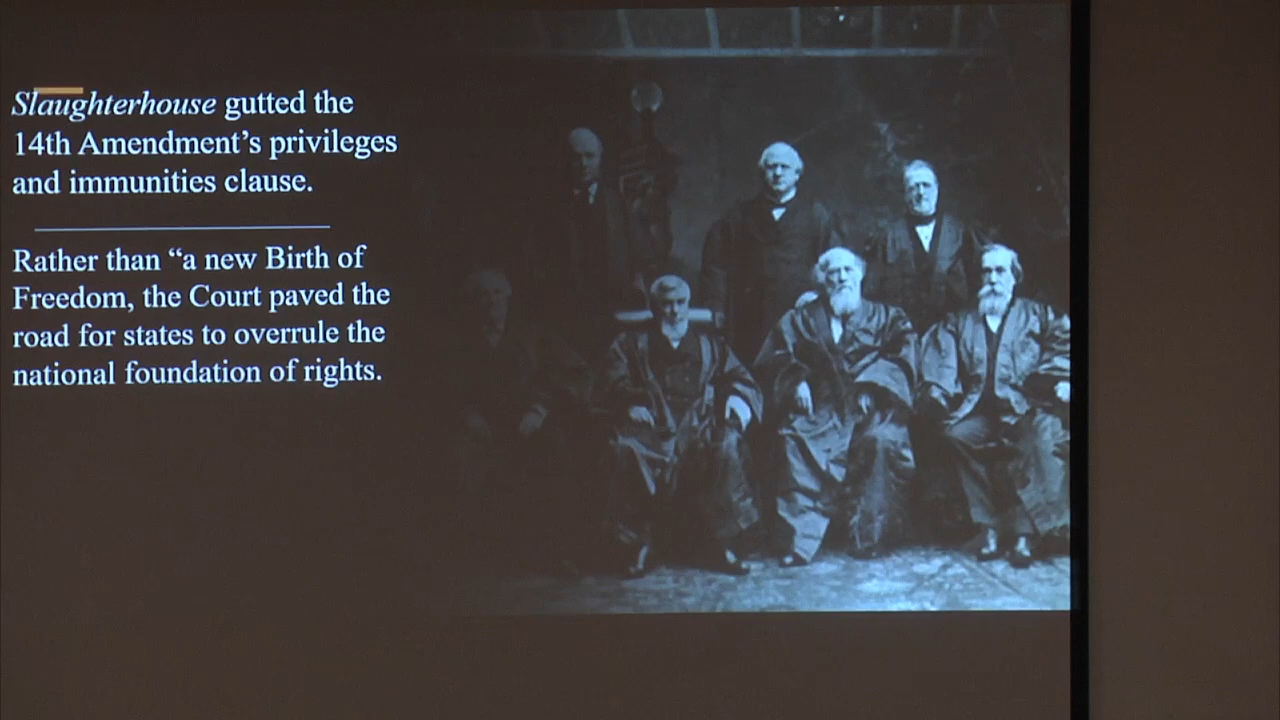 Slaughterhouse gutted the
14th Amendment’s privileges
and immunities clause.
Rather than “a new Birth of
Freedom, the Court paved the
road for states to overrule the
national foundation of rights.